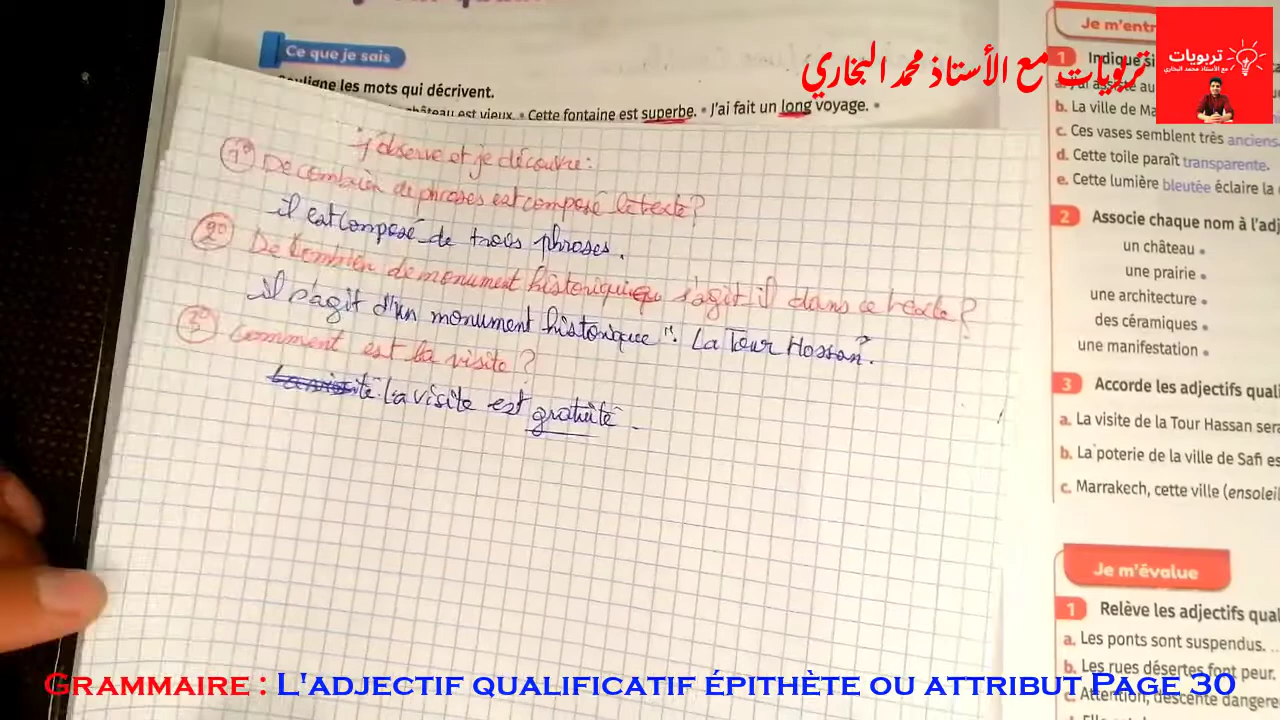 Ce que je sais
Souligne les mots qui décrivent.
château est vieux. • Cette fontaine est superbe. • J'ai fait un long voyage. •
J'observe et je découvre:
1° De combien de phrases est composé le texte?
il est composé de trois phrases.
2° De combien de monument historique s'agit il dans ce texte?
il s'agit d'un monument historique ": La Tour Hassan".
3° Comment est la visite?
La visite est gratuite.
Je m'entr
1 Indique si
a. J'ai assisté au
b. La ville de Ma
c. Ces vases semblent très anciens.
d. Cette toile paraît transparente.
e. Cette lumière bleutée éclaire la
2 Associe chaque nom à l'adj
un château •
une prairie •
une architecture •
des céramiques •
une manifestation •
3 Accorde les adjectifs quali
a. La visite de la Tour Hassan sera
b. La poterie de la ville de Safi es
c. Marrakech, cette ville (ensoleil
Je m'évalue
1 Relève les adjectifs qual
a. Les ponts sont suspendus. ...
b. Les rues désertes font peur.
c. Attention, descente dangere
تربويات مع الأستاذ محمد البخاري
تربويات
مع الأستاذ محمد البخاري
Grammaire : L'adjectif qualificatif épithète ou attribut Page 30